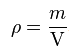 ρ = m/V